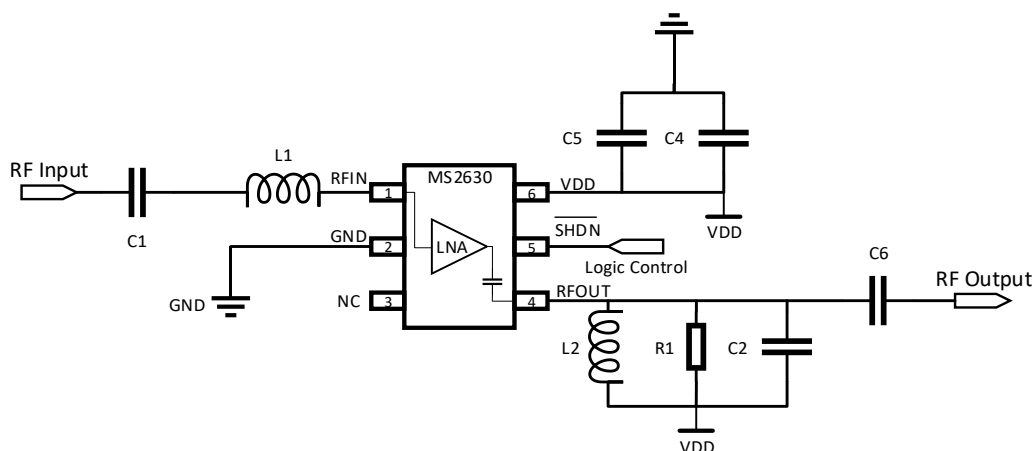 C5
C4
RF Input
L1
RFIN
MS2630
VDD
1
6
C1
VDD
GND
SHDN
2
LNA
5
Logic Control
C6
RF Output
GND
NC
3
4
RFOUT
L2
R1
C2
VDD